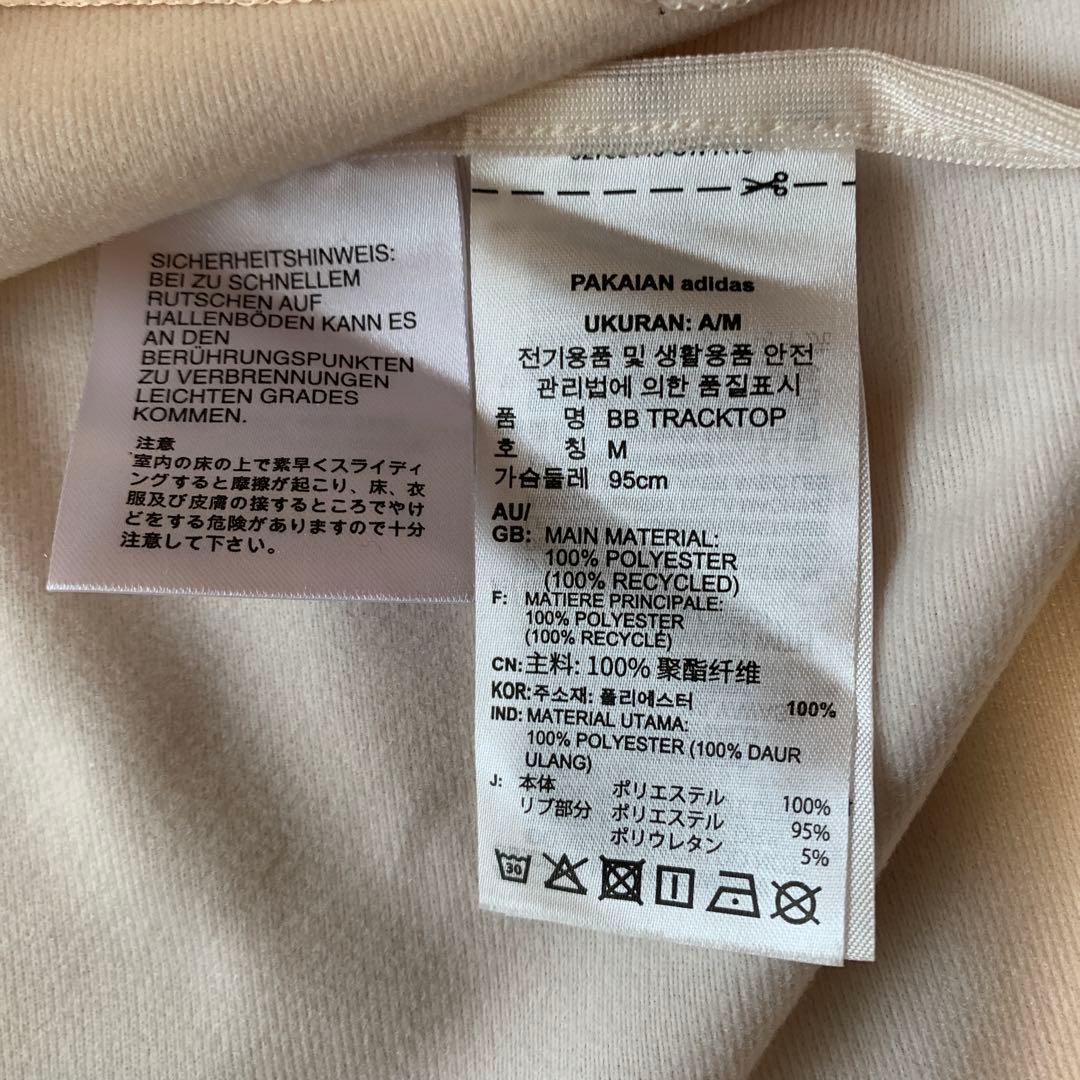 SICHERHEITSHINWEIS:
BEI ZU SCHNELLEM
RUTSCHEN AUF
HALLENBÖDEN KANN ES
AN DEN
BERÜHRUNGSPUNKTEN
ZU VERBRENNUNGEN
LEICHTEN GRADES
KOMMEN.
注意
室内の床の上で素早くスライディ
ングすると摩擦が起こり、床、衣
服及び皮膚の接するところでやけ
どをする危険がありますので十分
注意して下さい。
PAKAIAN adidas
UKURAN: A/M
전기용품 및 생활용품 안전
관리법에 의한 품질표시
품 명 BB TRACKTOP
호 칭 M
가슴둘레 95cm
AU/
GB: MAIN MATERIAL:
100% POLYESTER
(100% RECYCLED)
F: MATIERE PRINCIPALE:
100% POLYESTER
(100% RECYCLÉ)
CN: 主料: 100% 聚酯纤维
KOR: 주소재: 폴리에스터 100%
IND: MATERIAL UTAMA:
100% POLYESTER (100% DAUR
ULANG)
J: 本体 ポリエステル 100%
リブ部分 ポリエステル 95%
ポリウレタン 5%
30